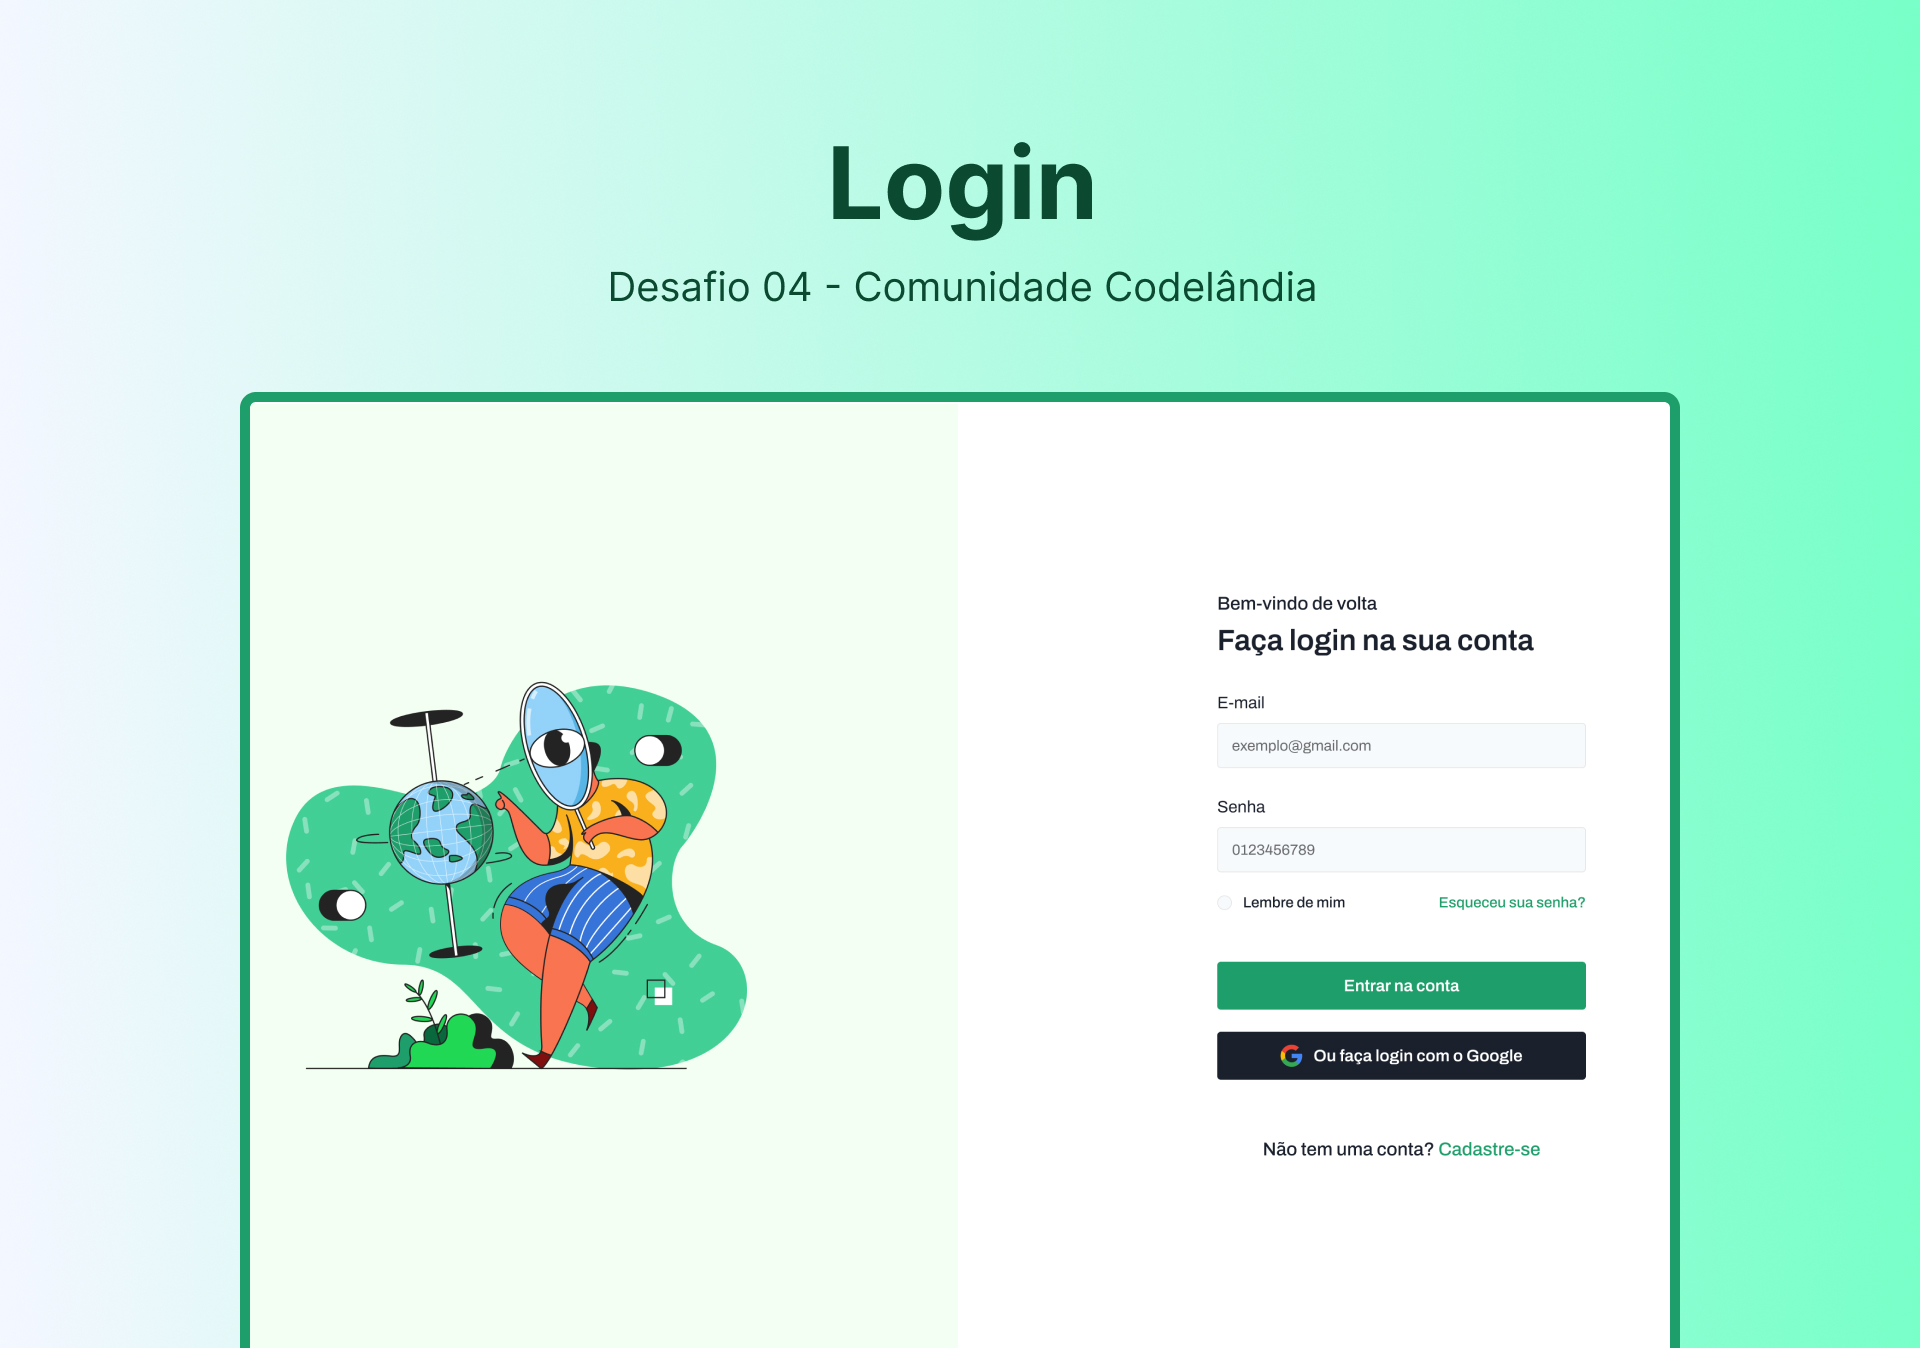 Login
Desafio 04 - Comunidade Codelândia
Bem-vindo de volta
Faça login na sua conta
E-mail
exemplo@gmail.com
Senha
0123456789
Lembre de mim
Esqueceu sua senha?
Entrar na conta
Ou faça login com o Google
Não tem uma conta? Cadastre-se